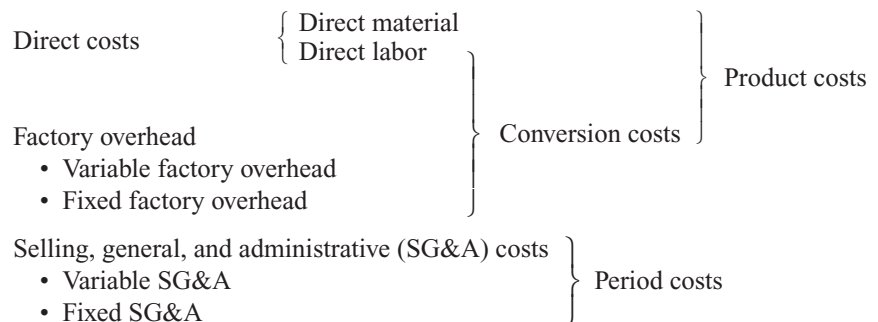 Direct costs
Direct material
Direct labor
Product costs
Conversion costs
Factory overhead
• Variable factory overhead
• Fixed factory overhead
Selling, general, and administrative (SG&A) costs
• Variable SG&A
• Fixed SG&A
Period costs